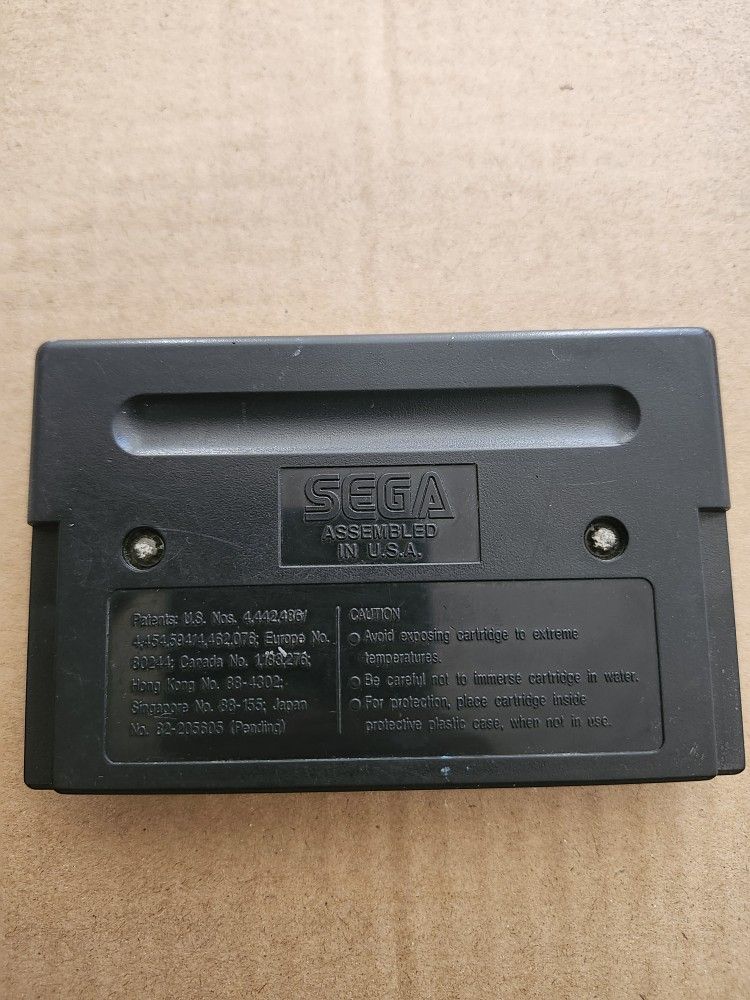 SEGA
ASSEMBLED
IN U.S.A.
Patents: U.S. Nos. 4,442,486/
4,454,594/4,462,076; Europe No.
80244; Canada No. 1,183,276;
Hong Kong No. 88-4302;
Singapore No. 88-155; Japan
No. 82-205605 (Pending)
CAUTION
Avoid exposing cartridge to extreme
temperatures.
Be careful not to immerse cartridge in water.
For protection, place cartridge inside
protective plastic case, when not in use.